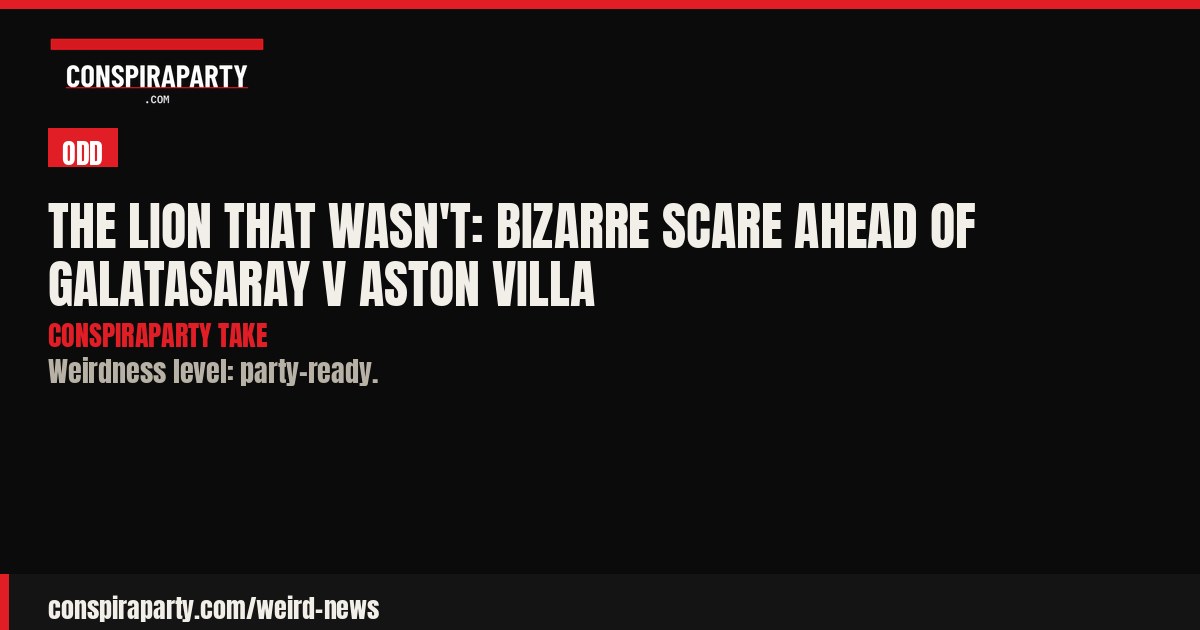 CONSPIRAPARTY
.COM
ODD
THE LION THAT WASN'T: BIZARRE SCARE AHEAD OF
GALATASARAY V ASTON VILLA
CONSPIRAPARTY TAKE
Weirdness level: party-ready.
conspiraparty.com/weird-news